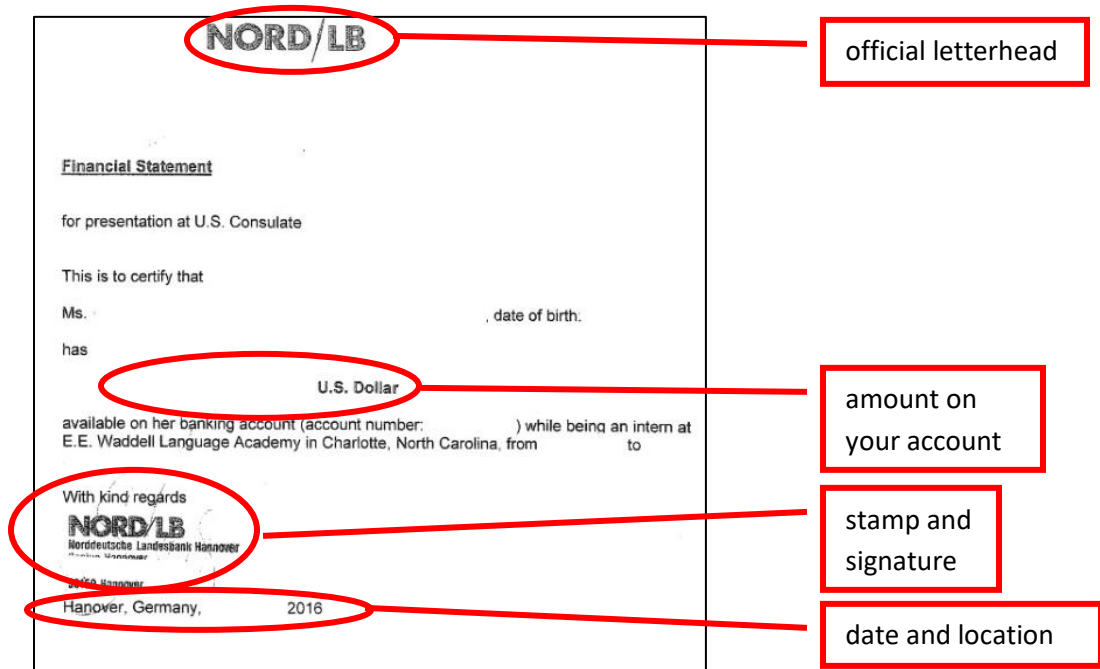 NORD/LB
official letterhead
Financial Statement
for presentation at U.S. Consulate
This is to certify that
Ms. , date of birth:
has
U.S. Dollar
amount on
your account
available on her banking account (account number: ) while being an intern at
E.E. Waddell Language Academy in Charlotte, North Carolina, from to
With kind regards
NORD/LB
Norddeutsche Landesbank Hannover
stamp and
signature
Hannover
Hanover, Germany, 2016
date and location